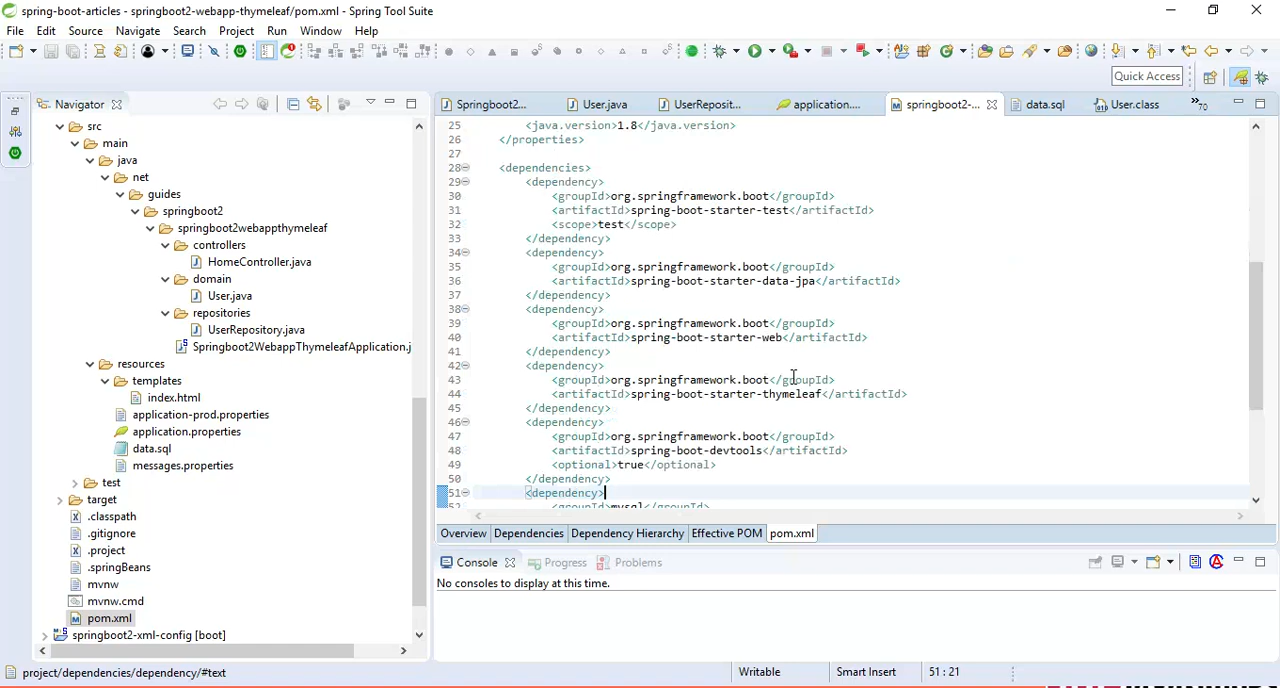 spring-boot-articles - springboot2-webapp-thymeleaf/pom.xml - Spring Tool Suite
File Edit Source Navigate Search Project Run Window Help
Quick Access
Navigator
src
main
java
net
guides
springboot2
springboot2webappthymeleaf
controllers
HomeController.java
domain
User.java
repositories
UserRepository.java
Springboot2WebappThymeleafApplication.j
resources
templates
index.html
application-prod.properties
application.properties
data.sql
messages.properties
test
target
.classpath
.gitignore
.project
.springBeans
mvnw
mvnw.cmd
pom.xml
springboot2-xml-config [boot]
Springboot2... User.java UserReposit... application.... springboot2-... data.sql User.class »70
25 <java.version>1.8</java.version>
26 </properties>
27
28 <dependencies>
29 <dependency>
30 <groupId>org.springframework.boot</groupId>
31 <artifactId>spring-boot-starter-test</artifactId>
32 <scope>test</scope>
33 </dependency>
34 <dependency>
35 <groupId>org.springframework.boot</groupId>
36 <artifactId>spring-boot-starter-data-jpa</artifactId>
37 </dependency>
38 <dependency>
39 <groupId>org.springframework.boot</groupId>
40 <artifactId>spring-boot-starter-web</artifactId>
41 </dependency>
42 <dependency>
43 <groupId>org.springframework.boot</groupId>
44 <artifactId>spring-boot-starter-thymeleaf</artifactId>
45 </dependency>
46 <dependency>
47 <groupId>org.springframework.boot</groupId>
48 <artifactId>spring-boot-devtools</artifactId>
49 <optional>true</optional>
50 </dependency>
51 <dependency>
52 <groupId>mysql</groupId>
Overview Dependencies Dependency Hierarchy Effective POM pom.xml
Console Progress Problems
No consoles to display at this time.
project/dependencies/dependency/#text Writable Smart Insert 51 : 21